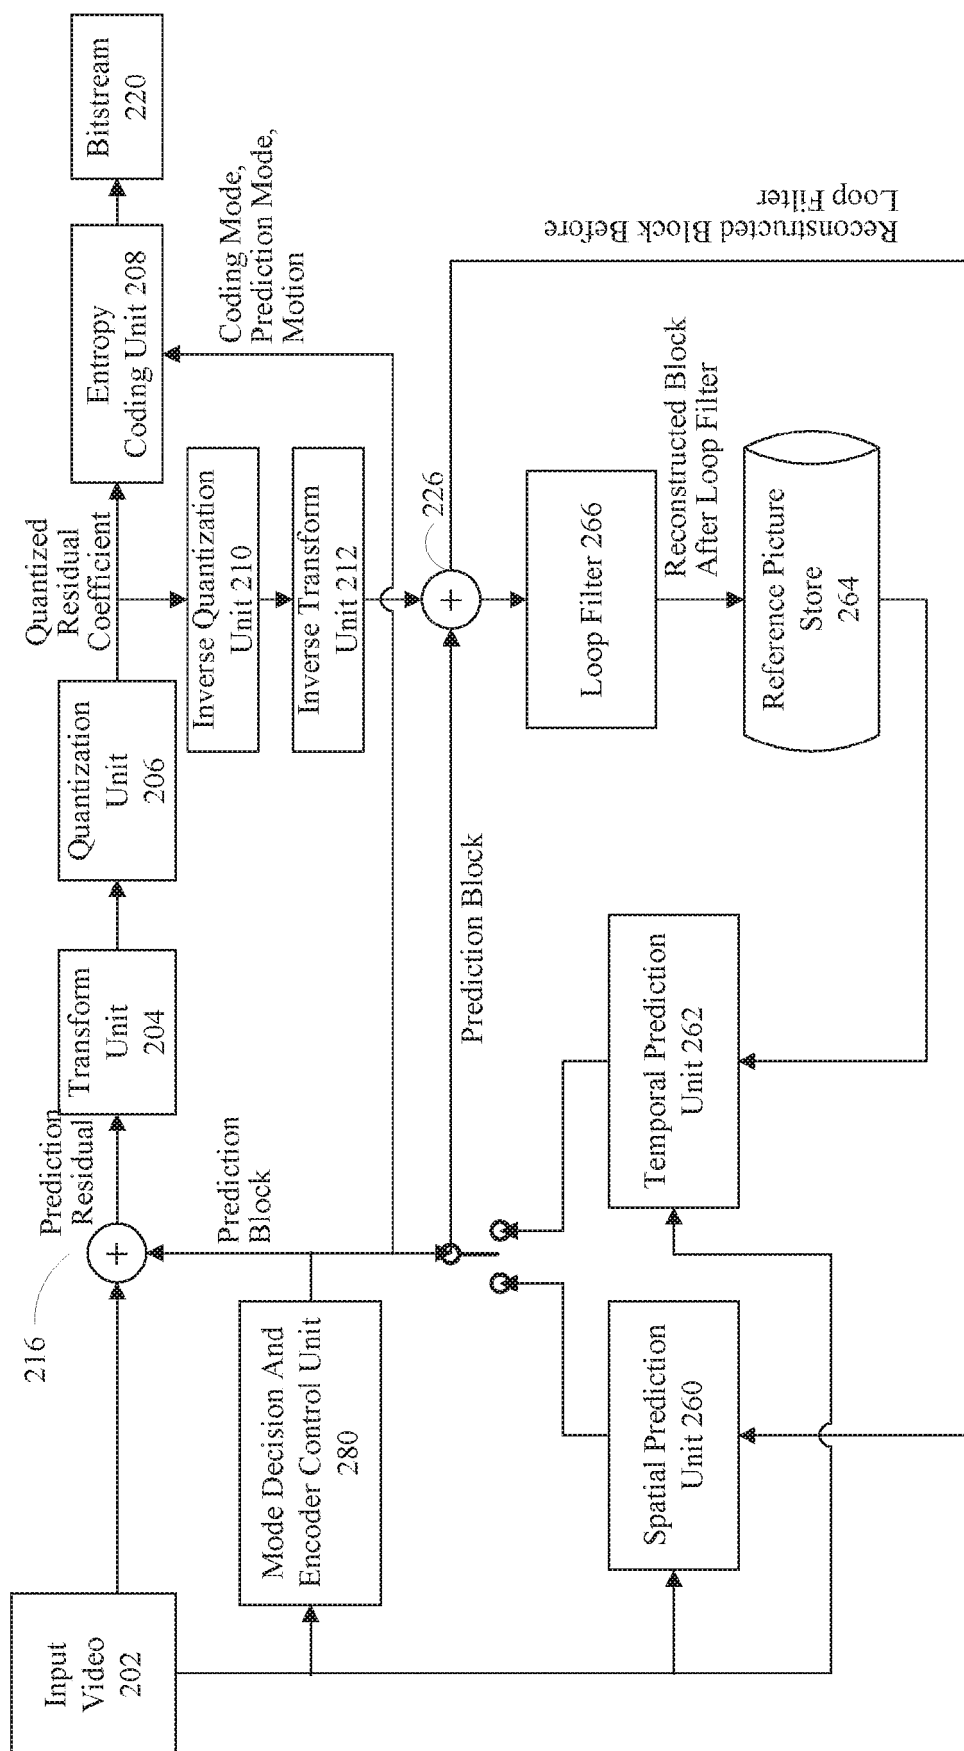 Input
Video
202
216
Prediction
Residual
Transform
Unit
204
Quantization
Unit
206
Quantized
Residual
Coefficient
Entropy
Coding Unit 208
Bitstream
220
Mode Decision And
Encoder Control Unit
280
Prediction
Block
Inverse Quantization
Unit 210
Inverse Transform
Unit 212
Coding Mode,
Prediction Mode,
Motion
+
+
226
Prediction Block
Spatial Prediction
Unit 260
Temporal Prediction
Unit 262
Loop Filter 266
Reconstructed Block
After Loop Filter
Reference Picture
Store
264
Reconstructed Block Before
Loop Filter